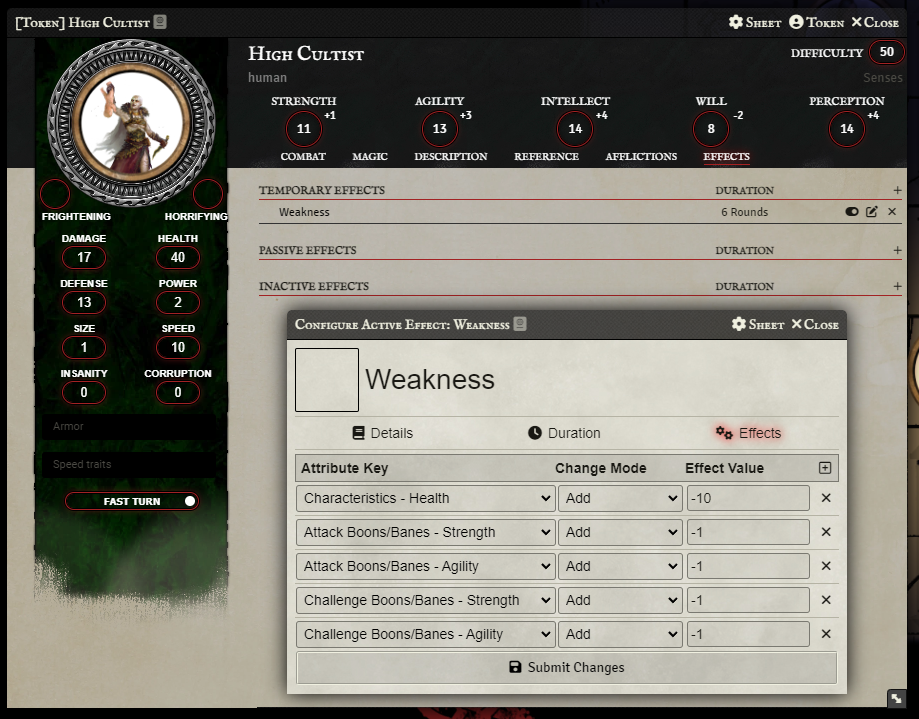 [Token] High Cultist Sheet Token Close
High Cultist
DIFFICULTY 50
human Senses
STRENGTH AGILITY INTELLECT WILL PERCEPTION
11 +1 13 +3 14 +4 8 -2 14 +4
COMBAT MAGIC DESCRIPTION REFERENCE AFFLICTIONS EFFECTS
FRIGHTENING HORRIFYING
DAMAGE HEALTH
17 40
DEFENSE POWER
13 2
SIZE SPEED
1 10
INSANITY CORRUPTION
0 0
Armor
Speed traits
FAST TURN
TEMPORARY EFFECTS DURATION +
Weakness 6 Rounds
PASSIVE EFFECTS DURATION +
INACTIVE EFFECTS DURATION +
Configure Active Effect: Weakness Sheet Close
Weakness
Details Duration Effects
Attribute Key Change Mode Effect Value
Characteristics - Health Add -10
Attack Boons/Banes - Strength Add -1
Attack Boons/Banes - Agility Add -1
Challenge Boons/Banes - Strength Add -1
Challenge Boons/Banes - Agility Add -1
Submit Changes